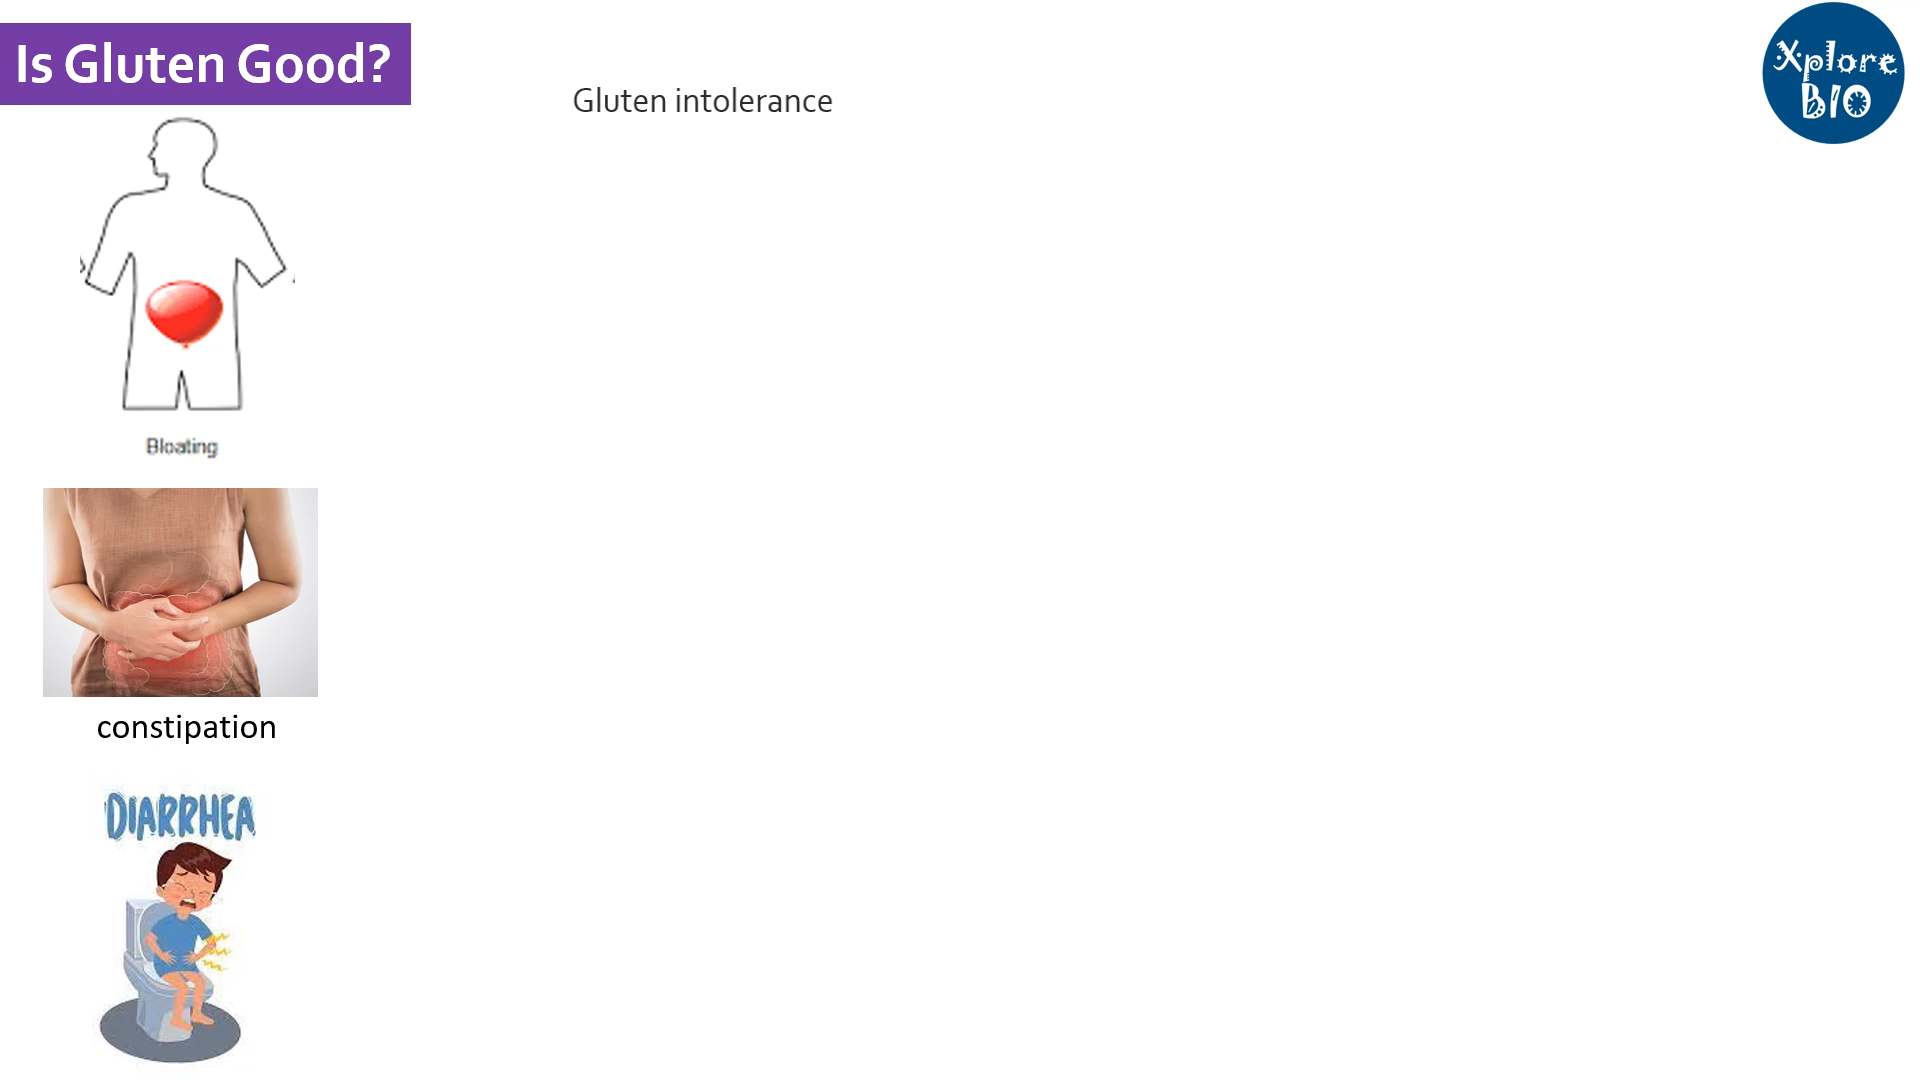 Is Gluten Good?
Gluten intolerance
Xplore
BIO
Bloating
constipation
DIARRHEA